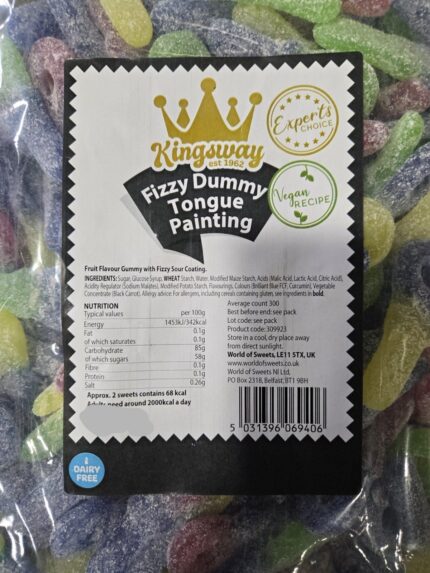 Kingsway
est 1962
Experts
CHOICE
Vegan
RECIPE
Fizzy Dummy
Tongue
Painting
Fruit Flavour Gummy with Fizzy Sour Coating.
INGREDIENTS: Sugar, Glucose Syrup, WHEAT Starch, Water, Modified Maize Starch, Acids (Malic Acid, Lactic Acid, Citric Acid),
Acidity Regulator (Sodium Malates), Modified Potato Starch, Flavourings, Colours (Brilliant Blue FCF, Curcumin), Vegetable
Concentrate (Black Carrot). Allergy advice: For allergens, including cereals containing gluten, see ingredients in bold.
NUTRITION
Typical values per 100g
Energy 1453kJ/342kcal
Fat 0.1g
of which saturates 0.1g
Carbohydrate 85g
of which sugars 58g
Fibre 0.1g
Protein 0.1g
Salt 0.26g
Approx. 2 sweets contains 68 kcal
Adults need around 2000kcal a day
Average count 300
Best before end: see pack
Lot code: see pack
Product code: 309923
Store in a cool, dry place away
from direct sunlight.
World of Sweets, LE11 5TX, UK
www.worldofsweets.co.uk
World of Sweets NI Ltd.
PO Box 2318, Belfast, BT1 9BH
5 031396 069406
DAIRY
FREE